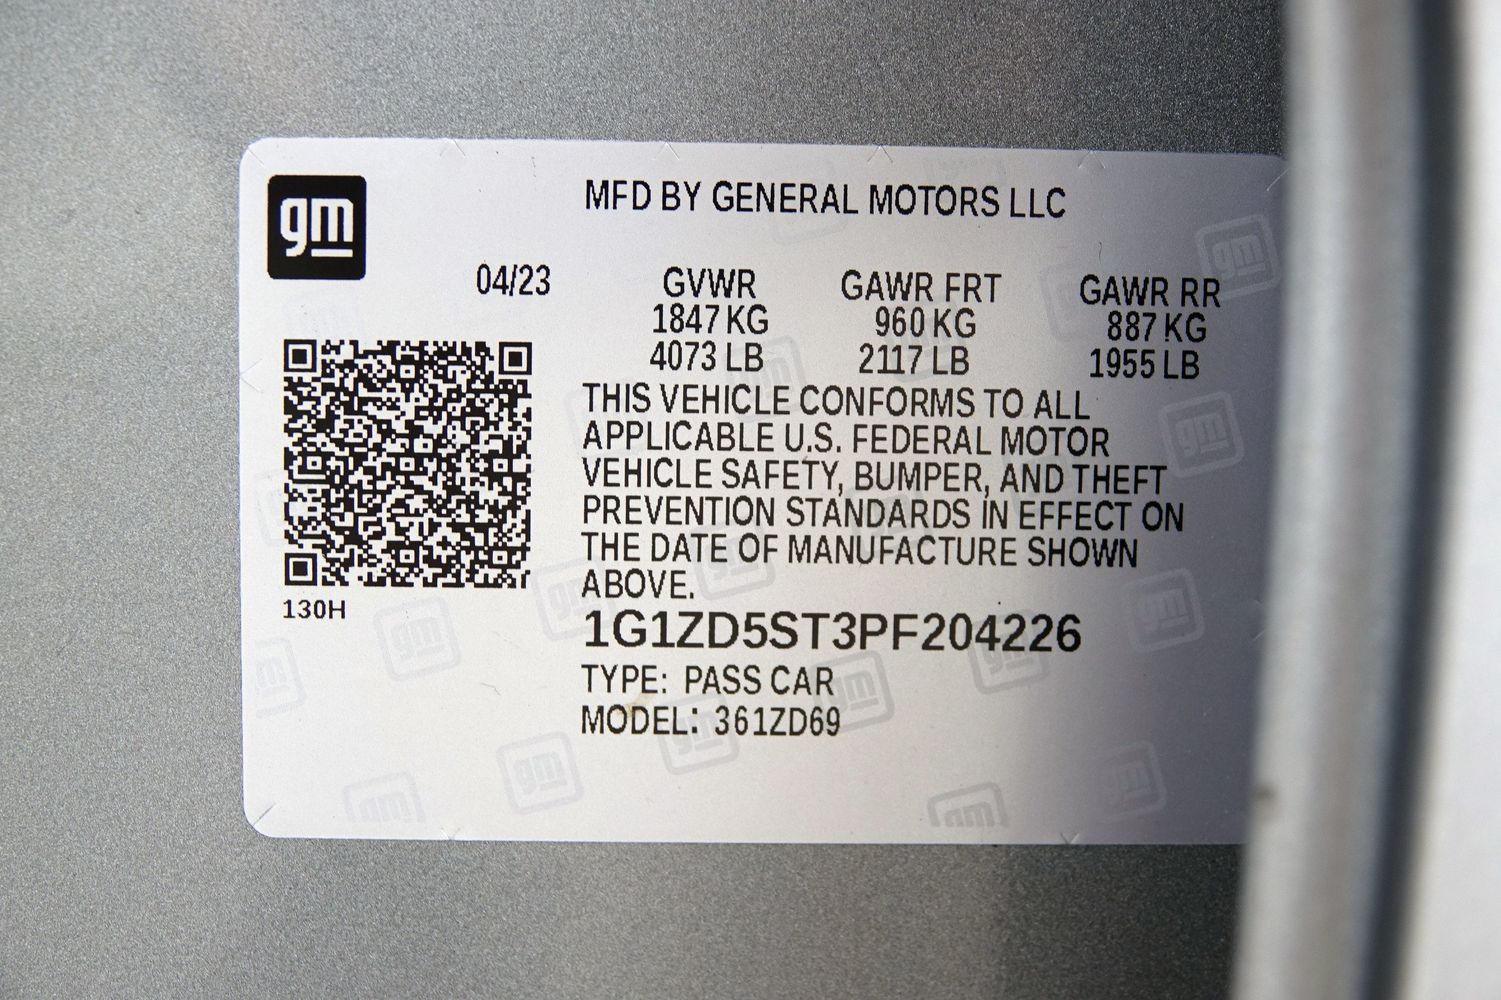 gm
MFD BY GENERAL MOTORS LLC
04/23 GVWR GAWR FRT GAWR RR
1847 KG 960 KG 887 KG
4073 LB 2117 LB 1955 LB
THIS VEHICLE CONFORMS TO ALL
APPLICABLE U.S. FEDERAL MOTOR
VEHICLE SAFETY, BUMPER, AND THEFT
PREVENTION STANDARDS IN EFFECT ON
THE DATE OF MANUFACTURE SHOWN
ABOVE.
130H
1G1ZD5ST3PF204226
TYPE: PASS CAR
MODEL: 361ZD69